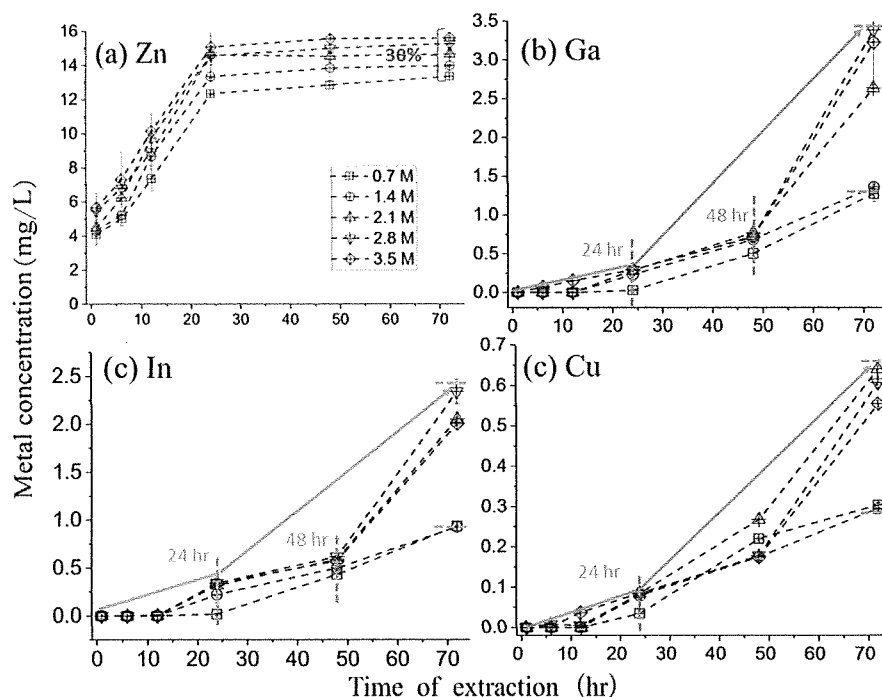 (a) Zn
30%
0.7 M
1.4 M
2.1 M
2.8 M
3.5 M
16
14
12
10
8
6
4
2
0
0 10 20 30 40 50 60 70
(b) Ga
24 hr
48 hr
3.5
3.0
2.5
2.0
1.5
1.0
0.5
0.0
0 10 20 30 40 50 60 70
(c) In
24 hr
48 hr
2.5
2.0
1.5
1.0
0.5
0.0
0 10 20 30 40 50 60 70
(c) Cu
24 hr
0.7
0.6
0.5
0.4
0.3
0.2
0.1
0.0
0 10 20 30 40 50 60 70
Metal concentration (mg/L)
Time of extraction (hr)